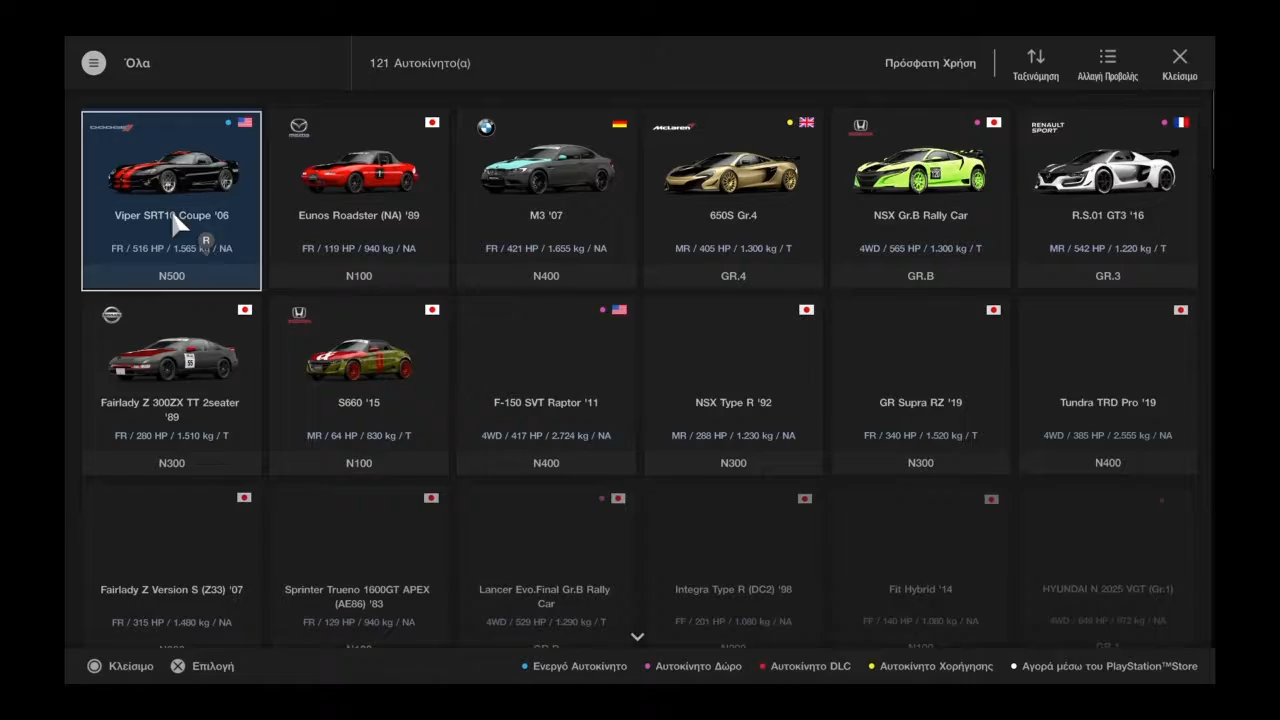 Όλα
121 Αυτοκίνητο(α)
Πρόσφατη Χρήση
Ταξινόμηση
Αλλαγή Προβολής
Κλείσιμο
DODGE
Viper SRT10 Coupe '06
R
FR / 516 HP / 1.565 kg / NA
N500
Eunos Roadster (NA) '89
FR / 119 HP / 940 kg / NA
N100
M3 '07
FR / 421 HP / 1.655 kg / NA
N400
McLaren
650S Gr.4
MR / 405 HP / 1.300 kg / T
GR.4
NSX Gr.B Rally Car
4WD / 565 HP / 1.300 kg / T
GR.B
RENAULT
SPORT
R.S.01 GT3 '16
MR / 542 HP / 1.220 kg / T
GR.3
Fairlady Z 300ZX TT 2seater
'89
FR / 280 HP / 1.510 kg / T
N300
S660 '15
MR / 64 HP / 830 kg / T
N100
F-150 SVT Raptor '11
4WD / 417 HP / 2.724 kg / NA
N400
NSX Type R '92
MR / 288 HP / 1.230 kg / NA
N300
GR Supra RZ '19
FR / 340 HP / 1.520 kg / T
N300
Tundra TRD Pro '19
4WD / 385 HP / 2.555 kg / NA
N400
Fairlady Z Version S (Z33) '07
FR / 315 HP / 1.480 kg / NA
Sprinter Trueno 1600GT APEX
(AE86) '83
FR / 129 HP / 940 kg / NA
Lancer Evo.Final Gr.B Rally
Car
4WD / 529 HP / 1.290 kg / T
Integra Type R (DC2) '98
FF / 201 HP / 1.080 kg / NA
Fit Hybrid '14
FF / 140 HP / 1.080 kg / NA
HYUNDAI N 2025 VGT (Gr.1)
Κλείσιμο
Επιλογή
Ενεργό Αυτοκίνητο
Αυτοκίνητο Δώρο
Αυτοκίνητο DLC
Αυτοκίνητο Χορήγησης
Αγορά μέσω του PlayStation™Store